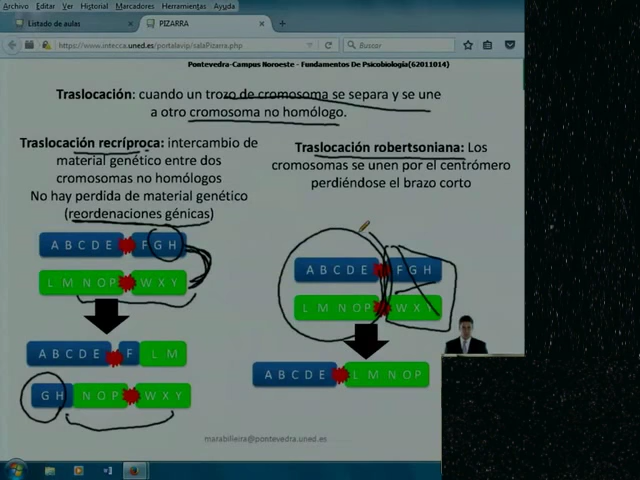 Archivo Editar Ver Historial Marcadores Herramientas Ayuda
Listado de aulas
PIZARRA
https://www.intecca.uned.es/portalavip/salaPizarra.php
Buscar
Pontevedra-Campus Noroeste - Fundamentos De Psicobiología(62011014)
Traslocación: cuando un trozo de cromosoma se separa y se une
a otro cromosoma no homólogo.
Traslocación recríproca: intercambio de
material genético entre dos
cromosomas no homólogos
No hay perdida de material genético
(reordenaciones génicas)
Traslocación robertsoniana: Los
cromosomas se unen por el centrómero
perdiéndose el brazo corto
A B C D E F G H
L M N O P W X Y
A B C D E F L M
G H N O P W X Y
A B C D E F G H
L M N O P W X Y
A B C D E L M N O P
marabilleira@pontevedra.uned.es